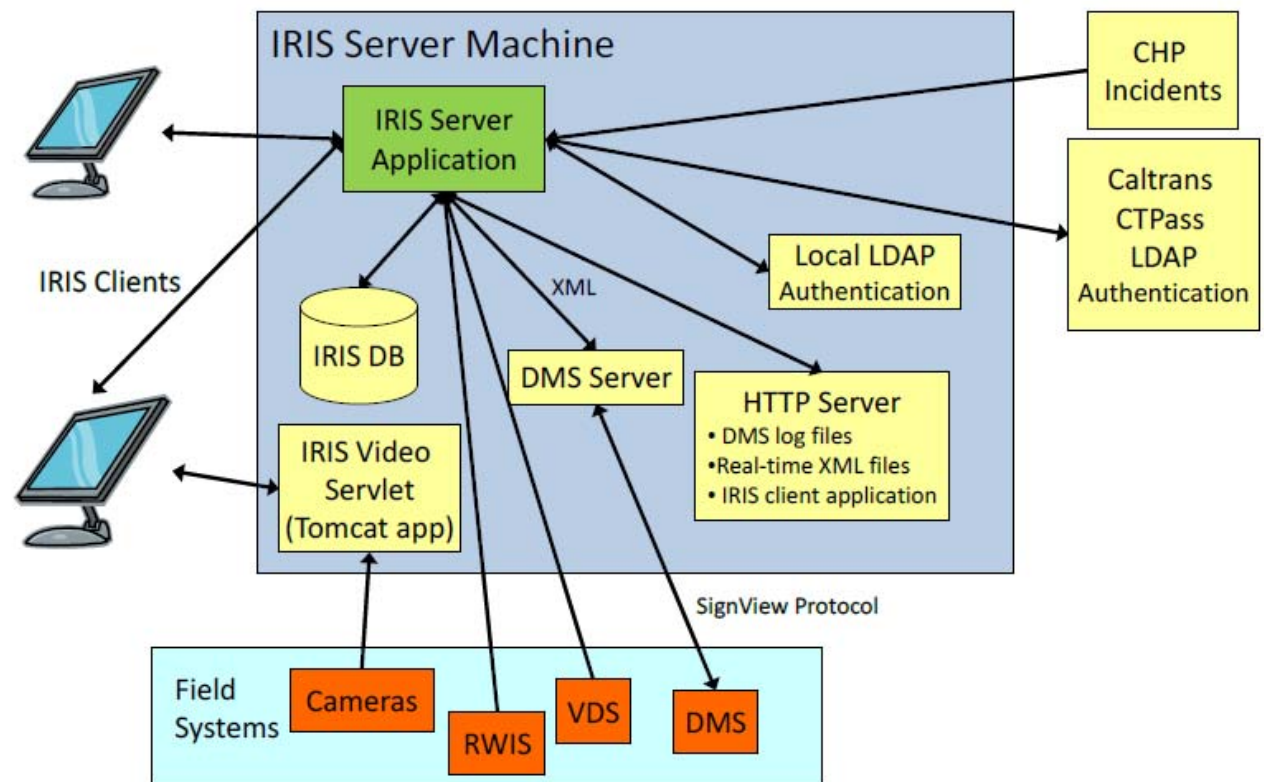 IRIS Server Machine
CHP
Incidents
IRIS Server
Application
Caltrans
CTPass
LDAP
Authentication
Local LDAP
Authentication
IRIS Clients
XML
IRIS DB
DMS Server
HTTP Server
• DMS log files
•Real-time XML files
• IRIS client application
IRIS Video
Servlet
(Tomcat app)
SignView Protocol
Field
Systems
Cameras
RWIS
VDS
DMS